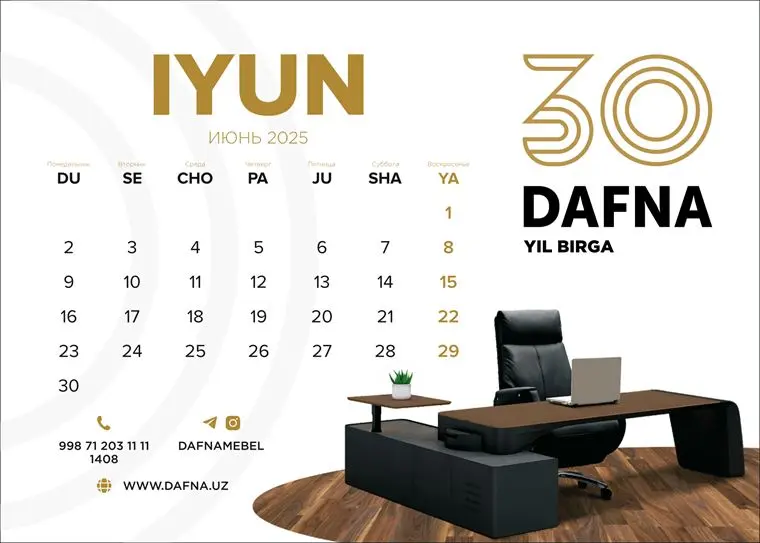 IYUN
ИЮНЬ 2025
Понедельник Вторник Среда Четверг Пятница Суббота Воскресенье
DU SE CHO PA JU SHA YA
1
2 3 4 5 6 7 8
9 10 11 12 13 14 15
16 17 18 19 20 21 22
23 24 25 26 27 28 29
30
998 71 203 11 11
1408
DAFNAMEBEL
WWW.DAFNA.UZ
30
DAFNA
YIL BIRGA